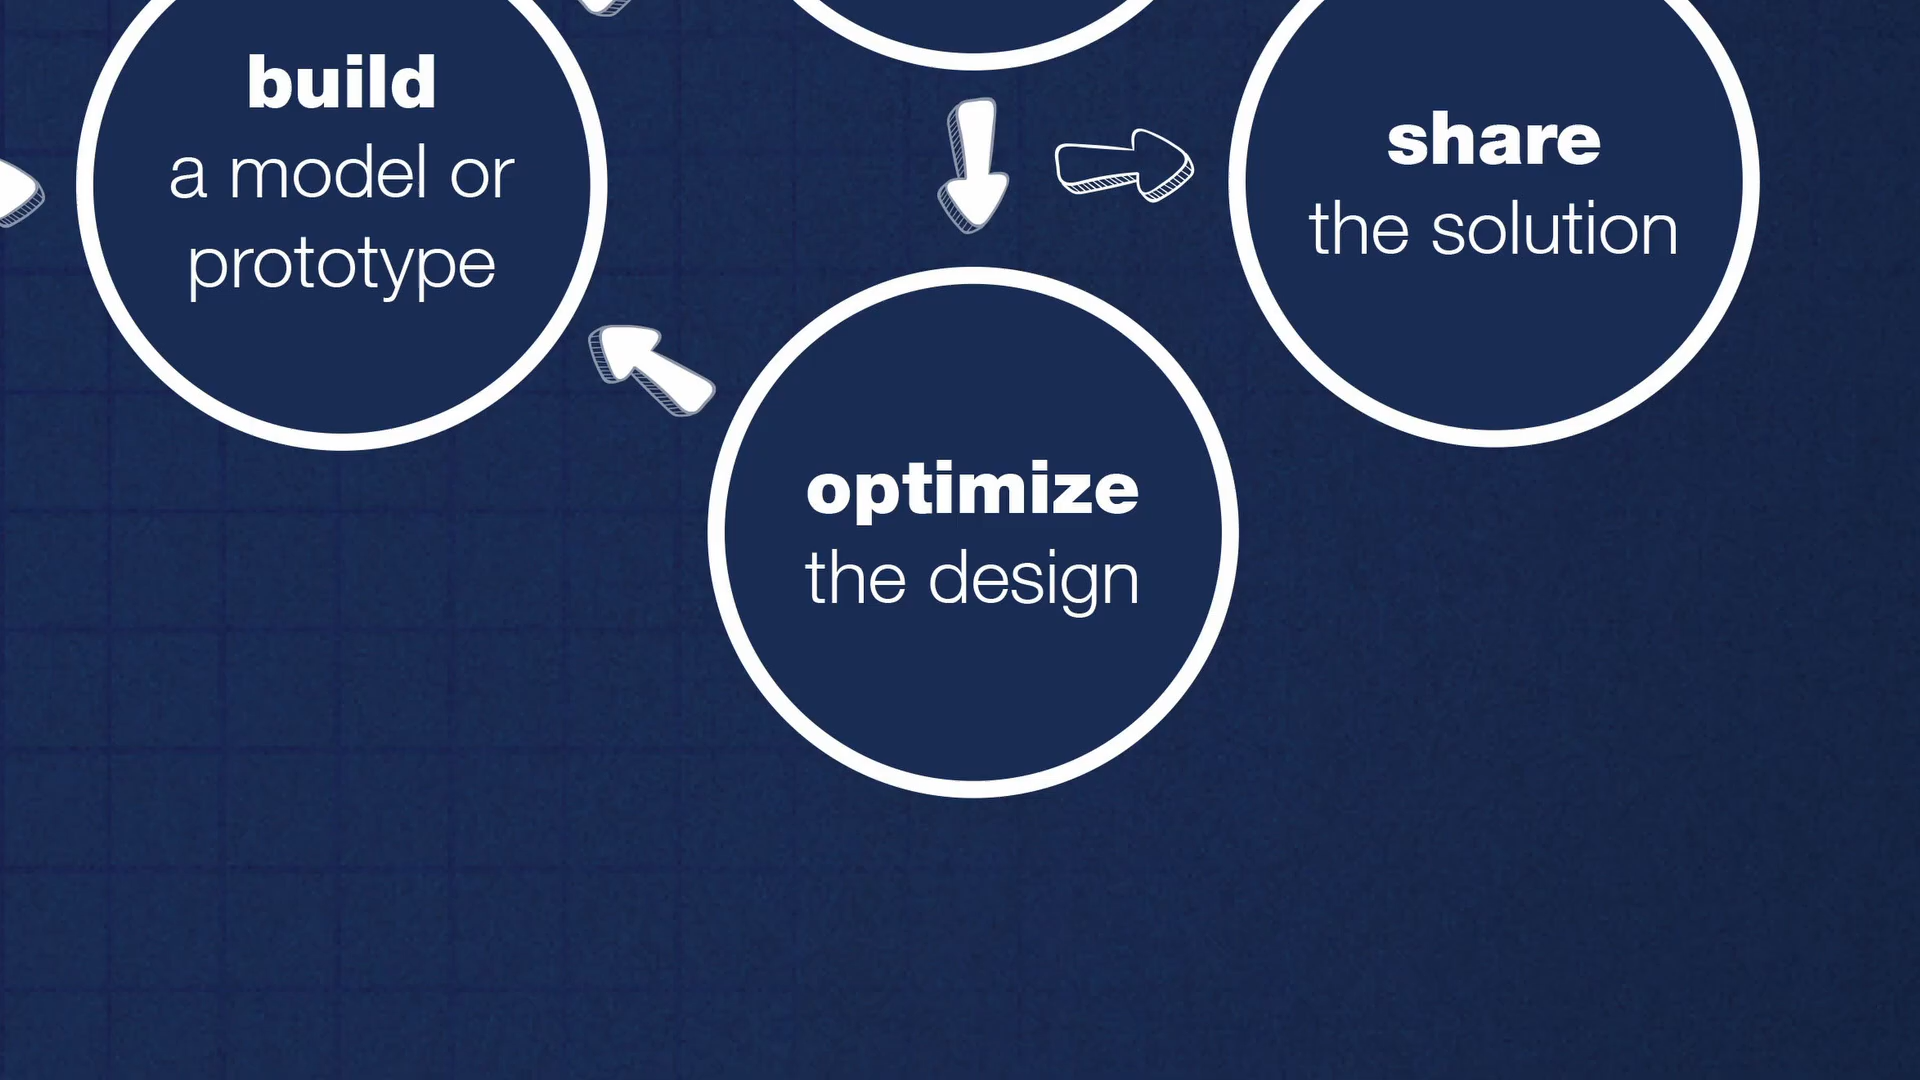 build
a model or
prototype
share
the solution
optimize
the design